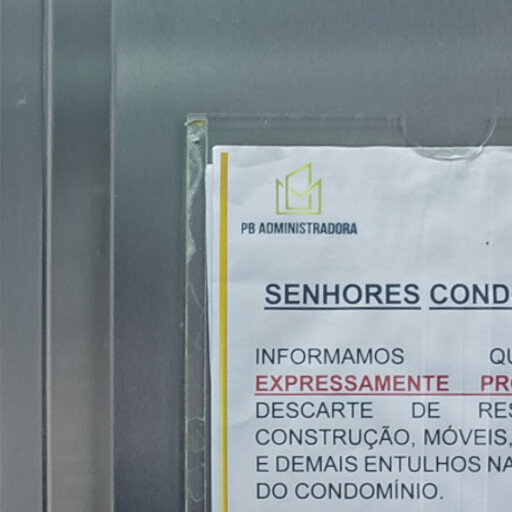 PB ADMINISTRADORA
SENHORES COND
INFORMAMOS QU
EXPRESSAMENTE PRO
DESCARTE DE RES
CONSTRUÇÃO, MÓVEIS,
E DEMAIS ENTULHOS NA
DO CONDOMÍNIO.